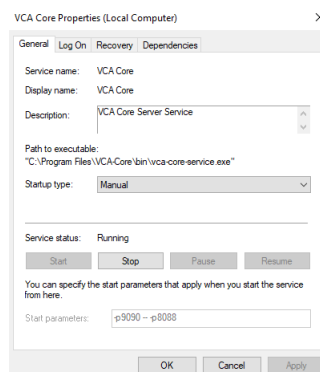 VCA Core Properties (Local Computer)
General Log On Recovery Dependencies
Service name: VCA Core
Display name: VCA Core
Description: VCA Core Server Service
Path to executable:
"C:\Program Files\VCA-Core\bin\vca-core-service.exe"
Startup type: Manual
Service status: Running
Start Stop Pause Resume
You can specify the start parameters that apply when you start the service
from here.
Start parameters: -p9090 -- -p8088
OK Cancel Apply